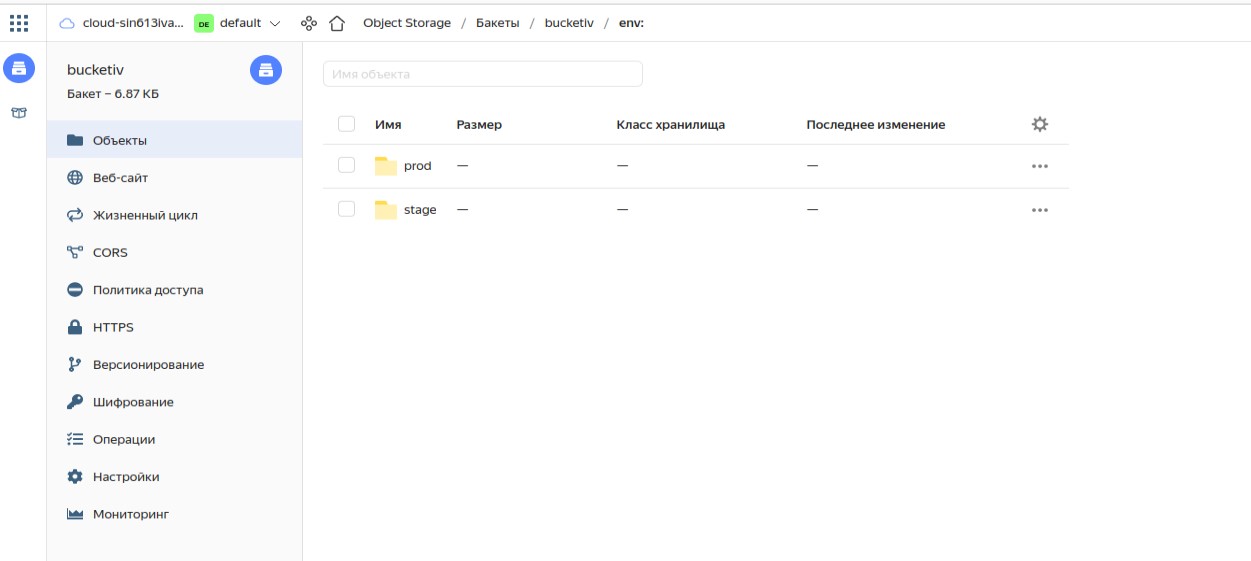 cloud-sin613iva... DE default Object Storage / Бакеты / bucketiv / env:
bucketiv
Бакет – 6.87 КБ
Объекты
Веб-сайт
Жизненный цикл
CORS
Политика доступа
HTTPS
Версионирование
Шифрование
Операции
Настройки
Мониторинг
Имя объекта
Имя Размер Класс хранилища Последнее изменение
prod — — —
stage — — —